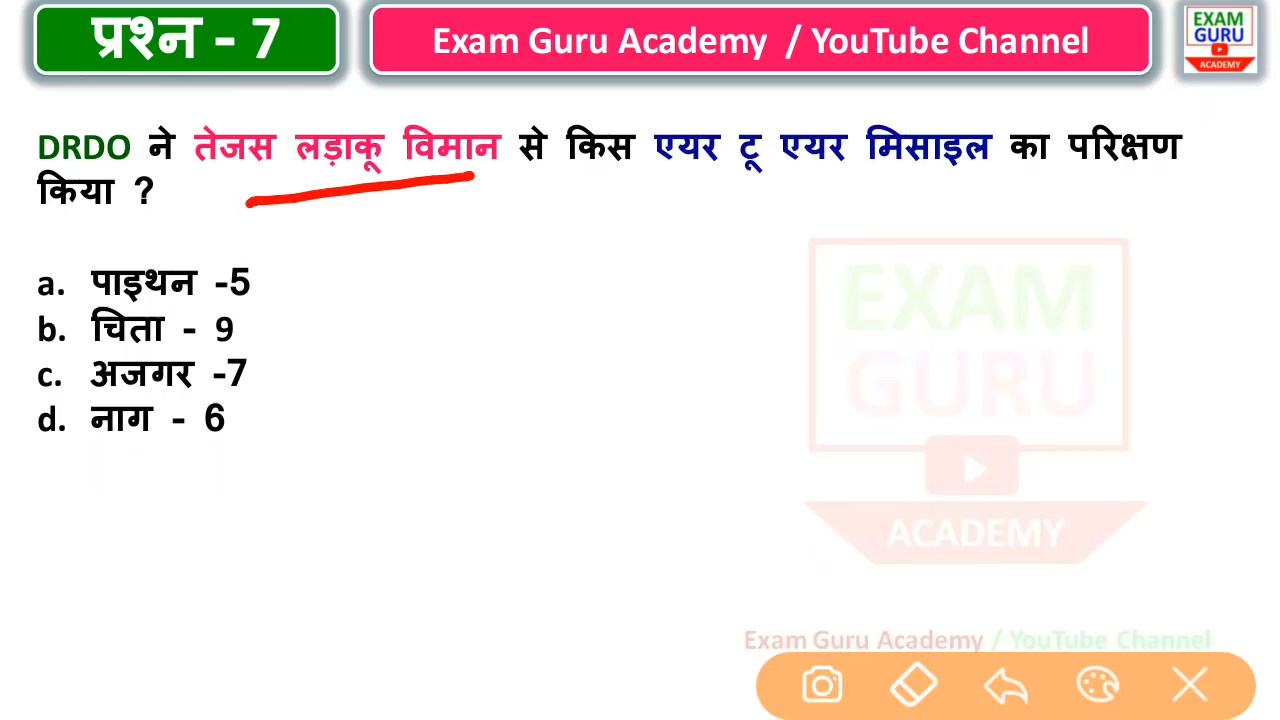 प्रश्न - 7
Exam Guru Academy / YouTube Channel
EXAM
GURU
ACADEMY
DRDO ने तेजस लड़ाकू विमान से किस एयर टू एयर मिसाइल का परिक्षण
किया ?
a. पाइथन -5
b. चिता - 9
c. अजगर -7
d. नाग - 6
EXAM
GURU
ACADEMY
Exam Guru Academy / YouTube Channel